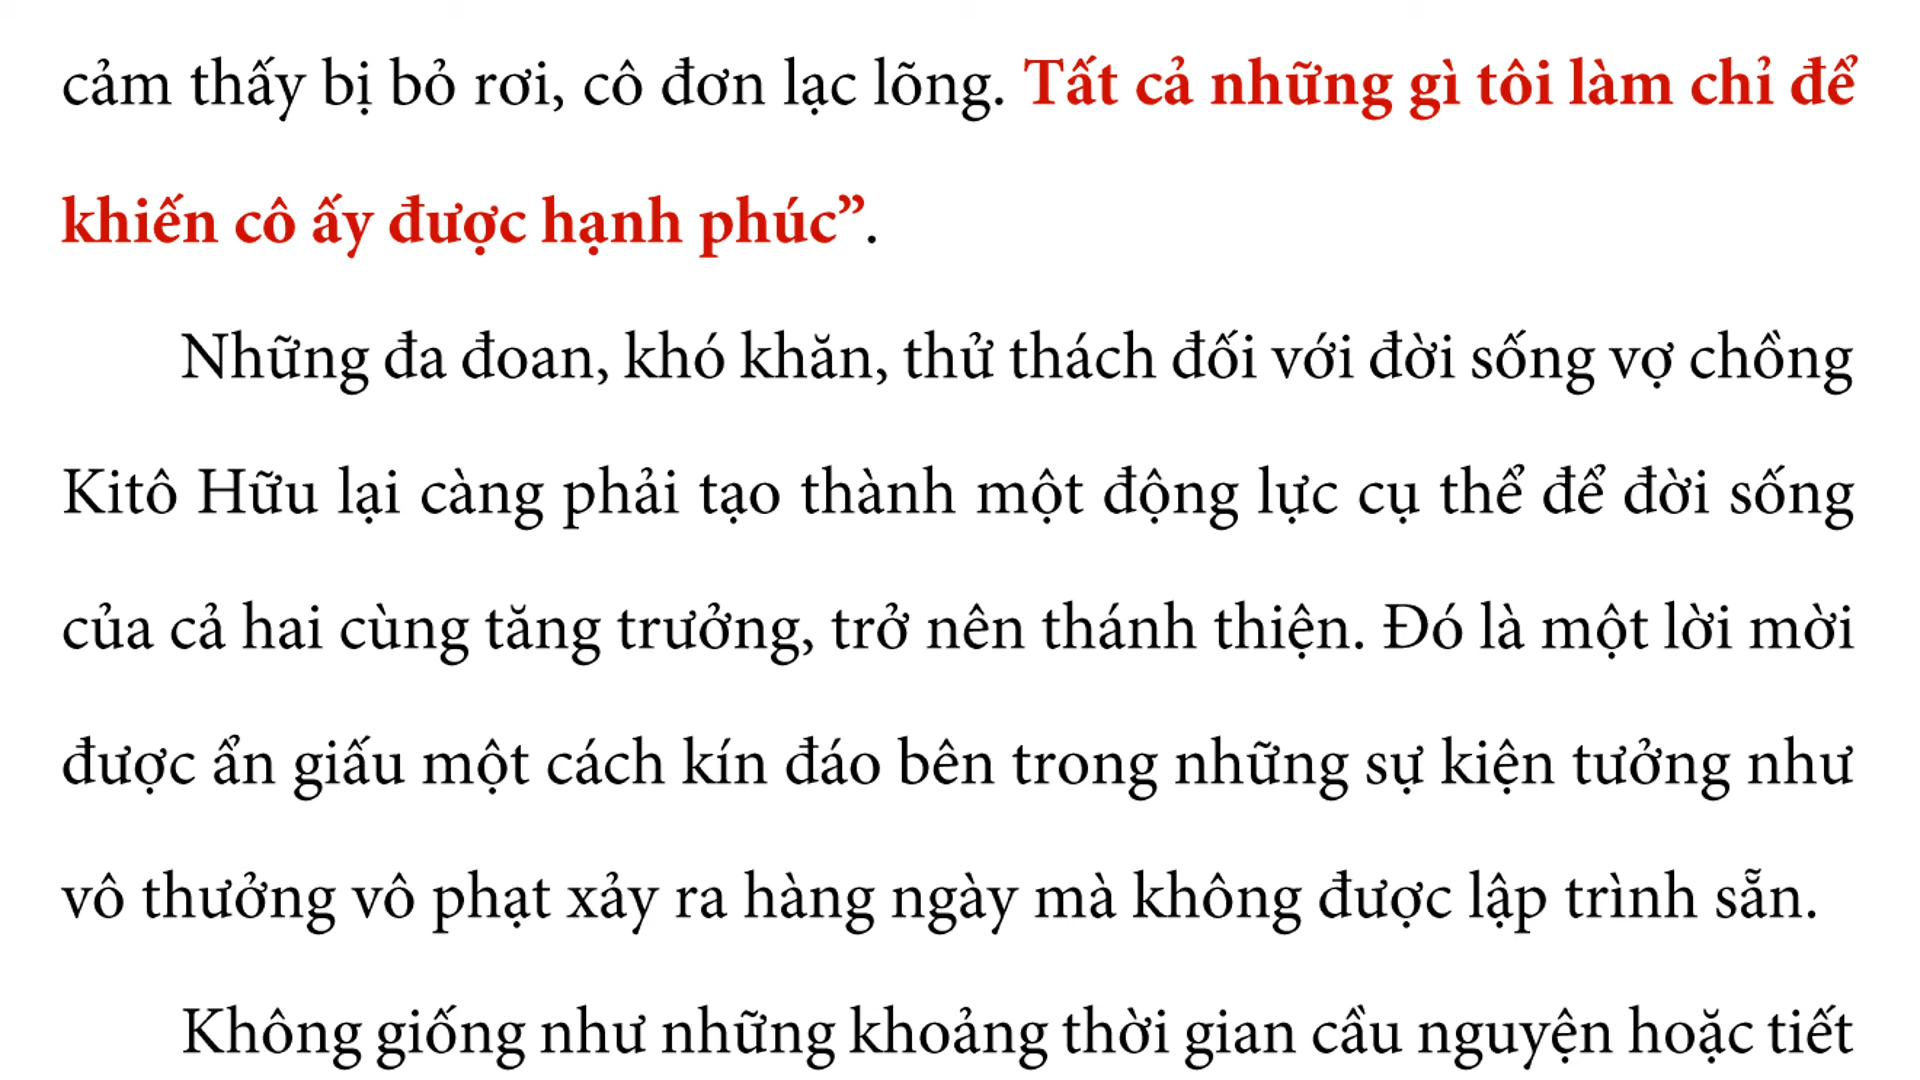 cảm thấy bị bỏ rơi, cô đơn lạc lõng. Tất cả những gì tôi làm chỉ để
khiến cô ấy được hạnh phúc”.
Những đa đoan, khó khăn, thử thách đối với đời sống vợ chồng
Kitô Hữu lại càng phải tạo thành một động lực cụ thể để đời sống
của cả hai cùng tăng trưởng, trở nên thánh thiện. Đó là một lời mời
được ẩn giấu một cách kín đáo bên trong những sự kiện tưởng như
vô thưởng vô phạt xảy ra hàng ngày mà không được lập trình sẵn.
Không giống như những khoảng thời gian cầu nguyện hoặc tiết